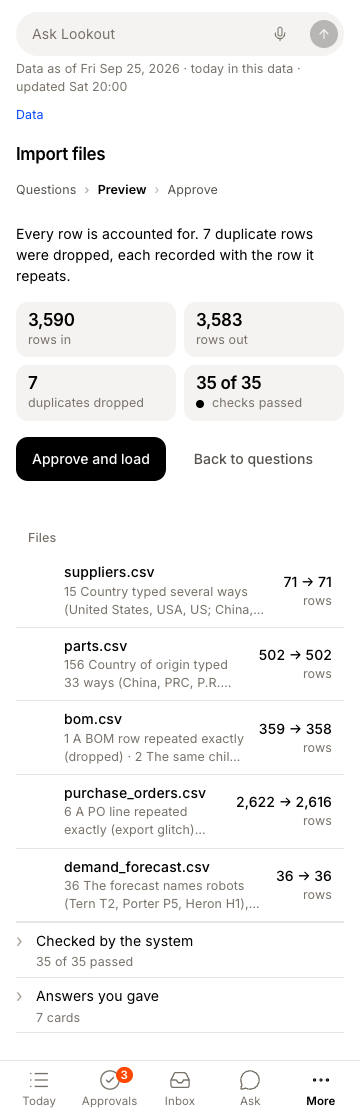 Ask Lookout
Data as of Fri Sep 25, 2026 · today in this data ·
updated Sat 20:00
Data
Import files
Questions › Preview › Approve
Every row is accounted for. 7 duplicate rows
were dropped, each recorded with the row it
repeats.
3,590
rows in
3,583
rows out
7
duplicates dropped
35 of 35
checks passed
Approve and load
Back to questions
Files
suppliers.csv
15 Country typed several ways
(United States, USA, US; China,...
71 → 71
rows
parts.csv
156 Country of origin typed
33 ways (China, PRC, P.R....
502 → 502
rows
bom.csv
1 A BOM row repeated exactly
(dropped) · 2 The same chil...
359 → 358
rows
purchase_orders.csv
6 A PO line repeated
exactly (export glitch)...
2,622 → 2,616
rows
demand_forecast.csv
36 The forecast names robots
(Tern T2, Porter P5, Heron H1),...
36 → 36
rows
Checked by the system
35 of 35 passed
Answers you gave
7 cards
3
Today
Approvals
Inbox
Ask
More